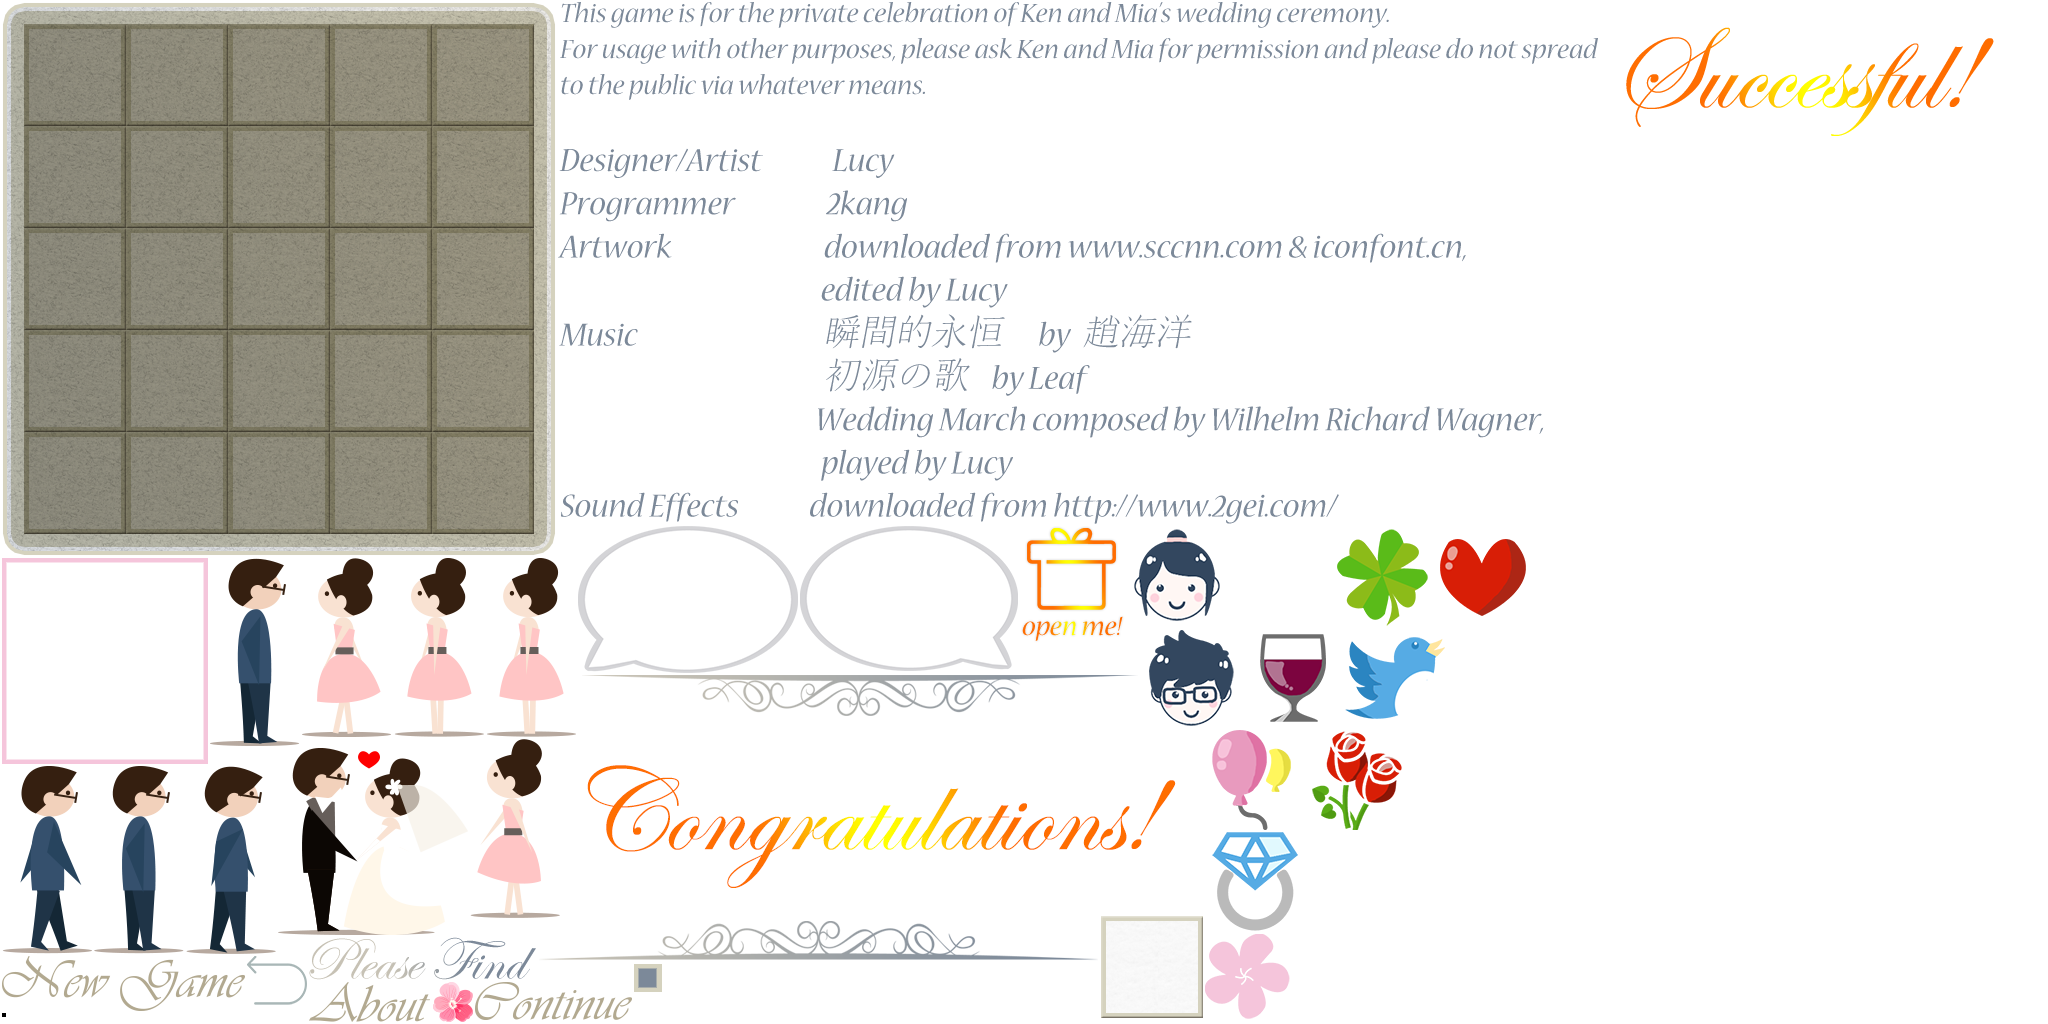 This game is for the private celebration of Ken and Mia's wedding ceremony.
For usage with other purposes, please ask Ken and Mia for permission and please do not spread
to the public via whatever means.
Successful!
Designer/Artist Lucy
Programmer 2kang
Artwork downloaded from www.sccnn.com & iconfont.cn,
edited by Lucy
Music 瞬間的永恒 by 趙海洋
初源の歌 by Leaf
Wedding March composed by Wilhelm Richard Wagner,
played by Lucy
Sound Effects downloaded from http://www.2gei.com/
open me!
Congratulations!
New Game
Please Find
About
Continue